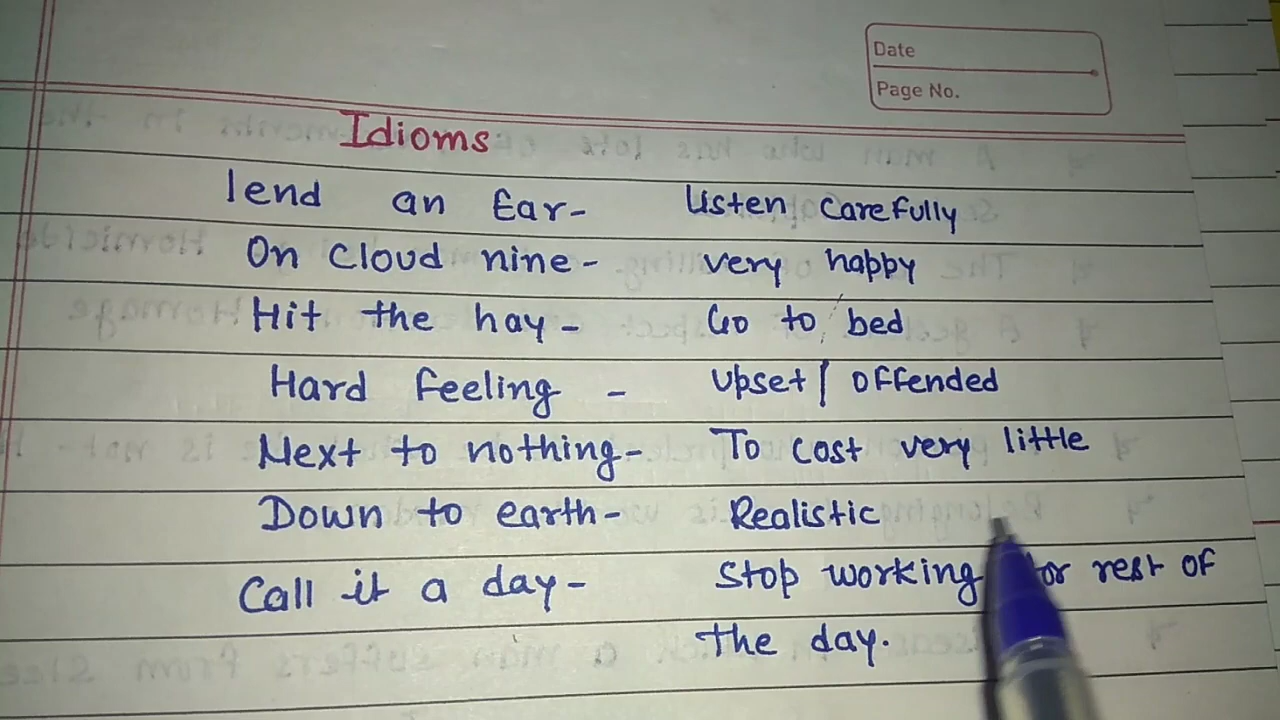 Date
Page No.
Idioms
lend an Ear- Listen carefully
On cloud nine- very happy
Hit the hay- Go to bed
Hard feeling - Upset/ offended
Next to nothing- To cost very little
Down to earth- Realistic
Call it a day- Stop working for rest of
the day.